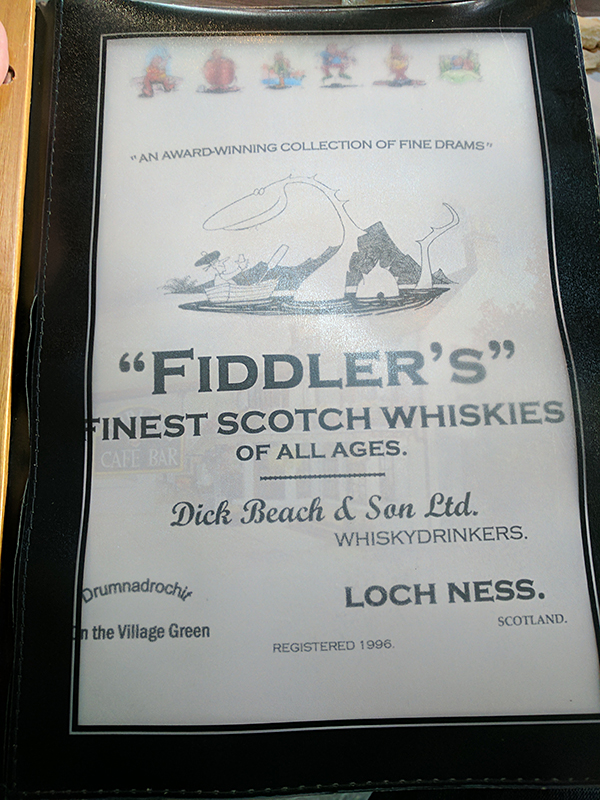 "AN AWARD-WINNING COLLECTION OF FINE DRAMS"
"FIDDLER'S"
FINEST SCOTCH WHISKIES
OF ALL AGES.
CAFE BAR
Dick Beach & Son Ltd.
WHISKYDRINKERS.
Drumnadrochit
On the Village Green
LOCH NESS.
SCOTLAND.
REGISTERED 1996.